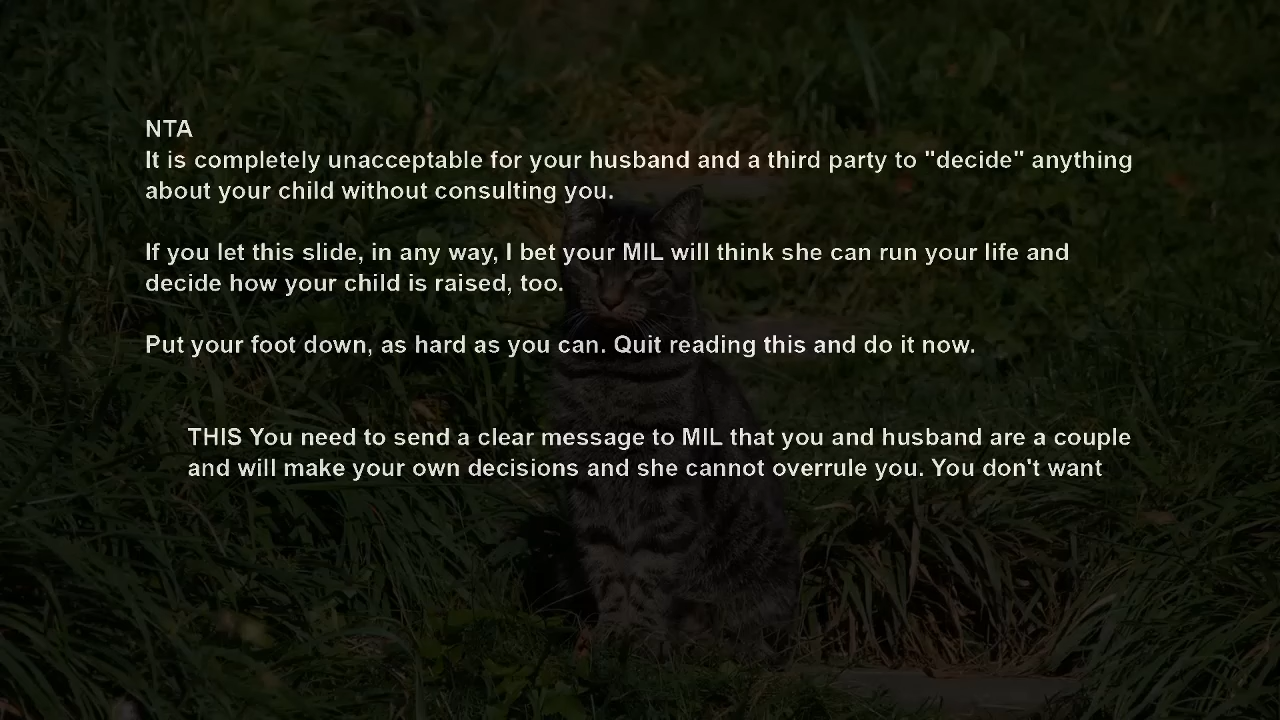 NTA
It is completely unacceptable for your husband and a third party to "decide" anything
about your child without consulting you.
If you let this slide, in any way, I bet your MIL will think she can run your life and
decide how your child is raised, too.
Put your foot down, as hard as you can. Quit reading this and do it now.
THIS You need to send a clear message to MIL that you and husband are a couple
and will make your own decisions and she cannot overrule you. You don't want